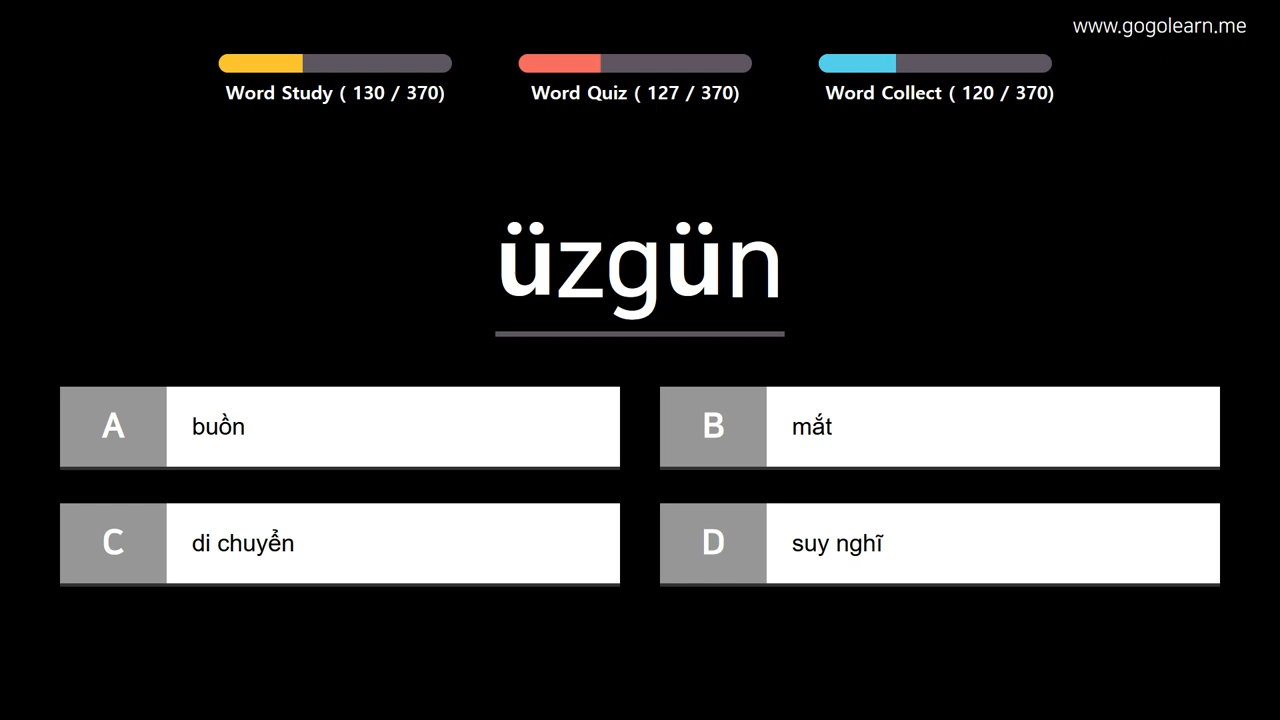 www.gogolearn.me
Word Study ( 130 / 370)
Word Quiz ( 127 / 370)
Word Collect ( 120 / 370)
üzgün
A buồn
B mắt
C di chuyển
D suy nghĩ